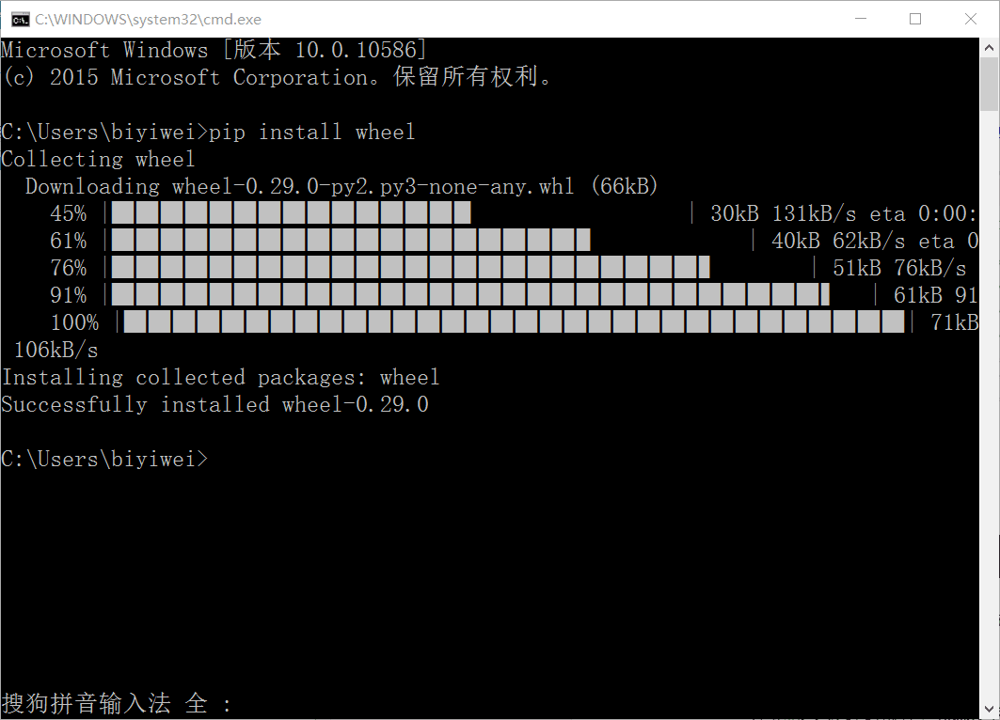 C:\WINDOWS\system32\cmd.exe
Microsoft Windows [版本 10.0.10586]
(c) 2015 Microsoft Corporation。保留所有权利。
C:\Users\biyiwei>pip install wheel
Collecting wheel
Downloading wheel-0.29.0-py2.py3-none-any.whl (66kB)
45% | | 30kB 131kB/s eta 0:00:
61% | | 40kB 62kB/s eta 0
76% | | 51kB 76kB/s
91% | | 61kB 91
100% | | 71kB
106kB/s
Installing collected packages: wheel
Successfully installed wheel-0.29.0
C:\Users\biyiwei>
搜狗拼音输入法 全 :